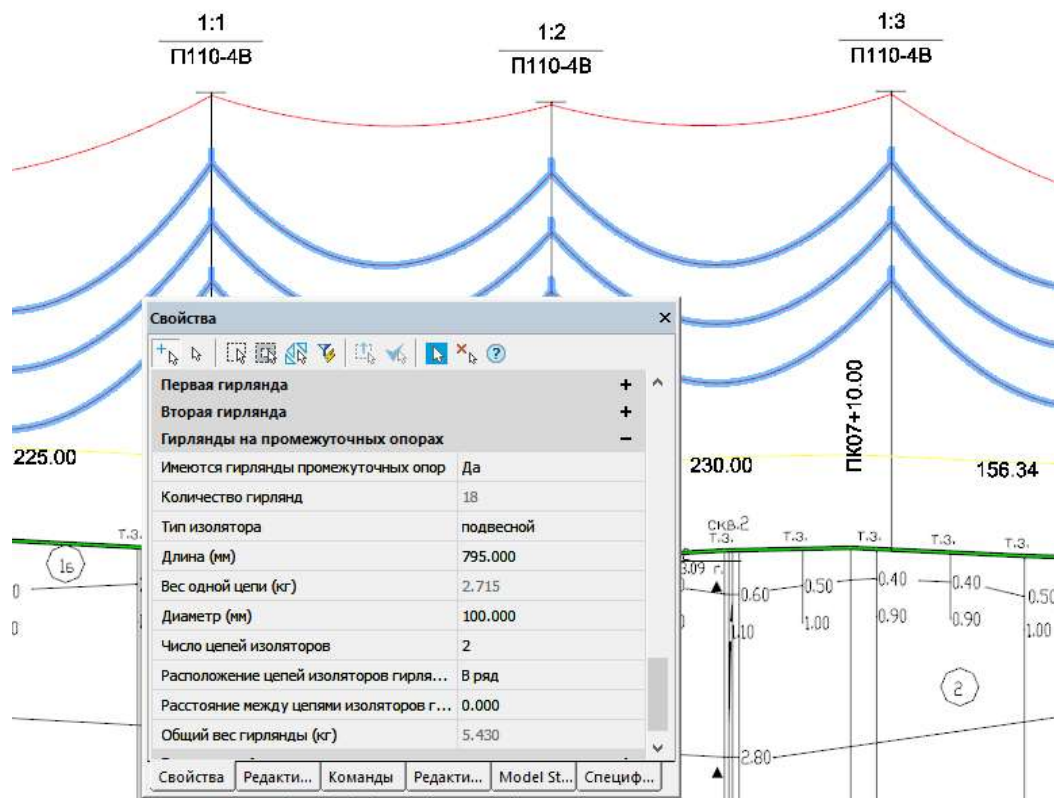 1:1
П110-4В
1:2
П110-4В
1:3
П110-4В
Свойства
Первая гирлянда
Вторая гирлянда
Гирлянды на промежуточных опорах
Имеются гирлянды промежуточных опор Да
Количество гирлянд 18
Тип изолятора подвесной
Длина (мм) 795.000
Вес одной цепи (кг) 2.715
Диаметр (мм) 100.000
Число цепей изоляторов 2
Расположение цепей изоляторов гирля... В ряд
Расстояние между цепями изоляторов г... 0.000
Общий вес гирлянды (кг) 5.430
Свойства Редакти... Команды Редакти... Model St... Специф...
225.00
230.00
ПК07+10.00
156.34
т.з.
скв.2
т.з. т.з. т.з. т.з. т.з.
16
3.09 г.
0.60 0.50 0.40 0.40 0.50
1.10 1.00 0.90 0.90 1.00
2
2.80